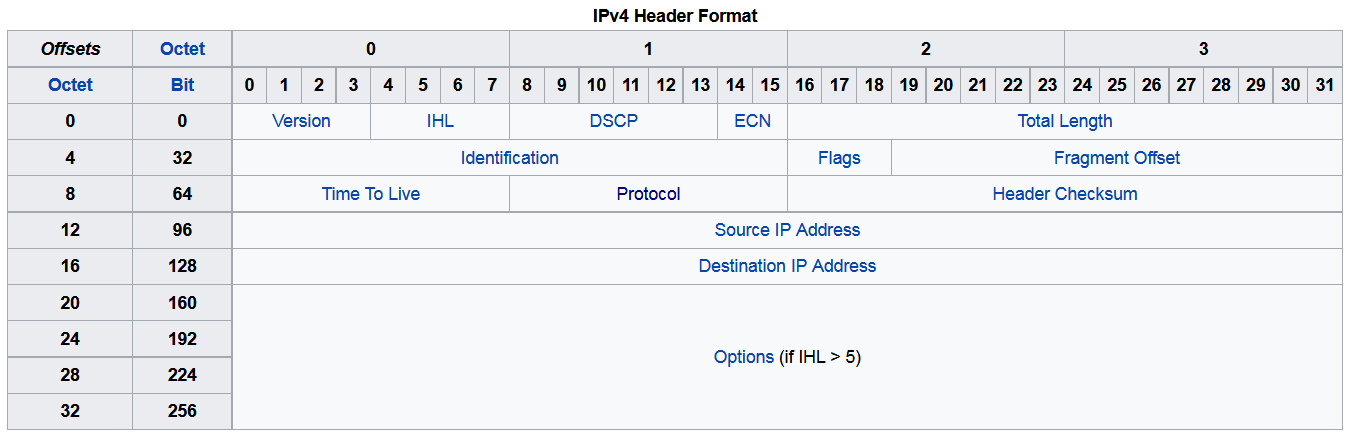 IPv4 Header Format
Offsets Octet 0 1 2 3
Octet Bit 0 1 2 3 4 5 6 7 8 9 10 11 12 13 14 15 16 17 18 19 20 21 22 23 24 25 26 27 28 29 30 31
0 0 Version IHL DSCP ECN Total Length
4 32 Identification Flags Fragment Offset
8 64 Time To Live Protocol Header Checksum
12 96 Source IP Address
16 128 Destination IP Address
20 160
24 192
Options (if IHL > 5)
28 224
32 256